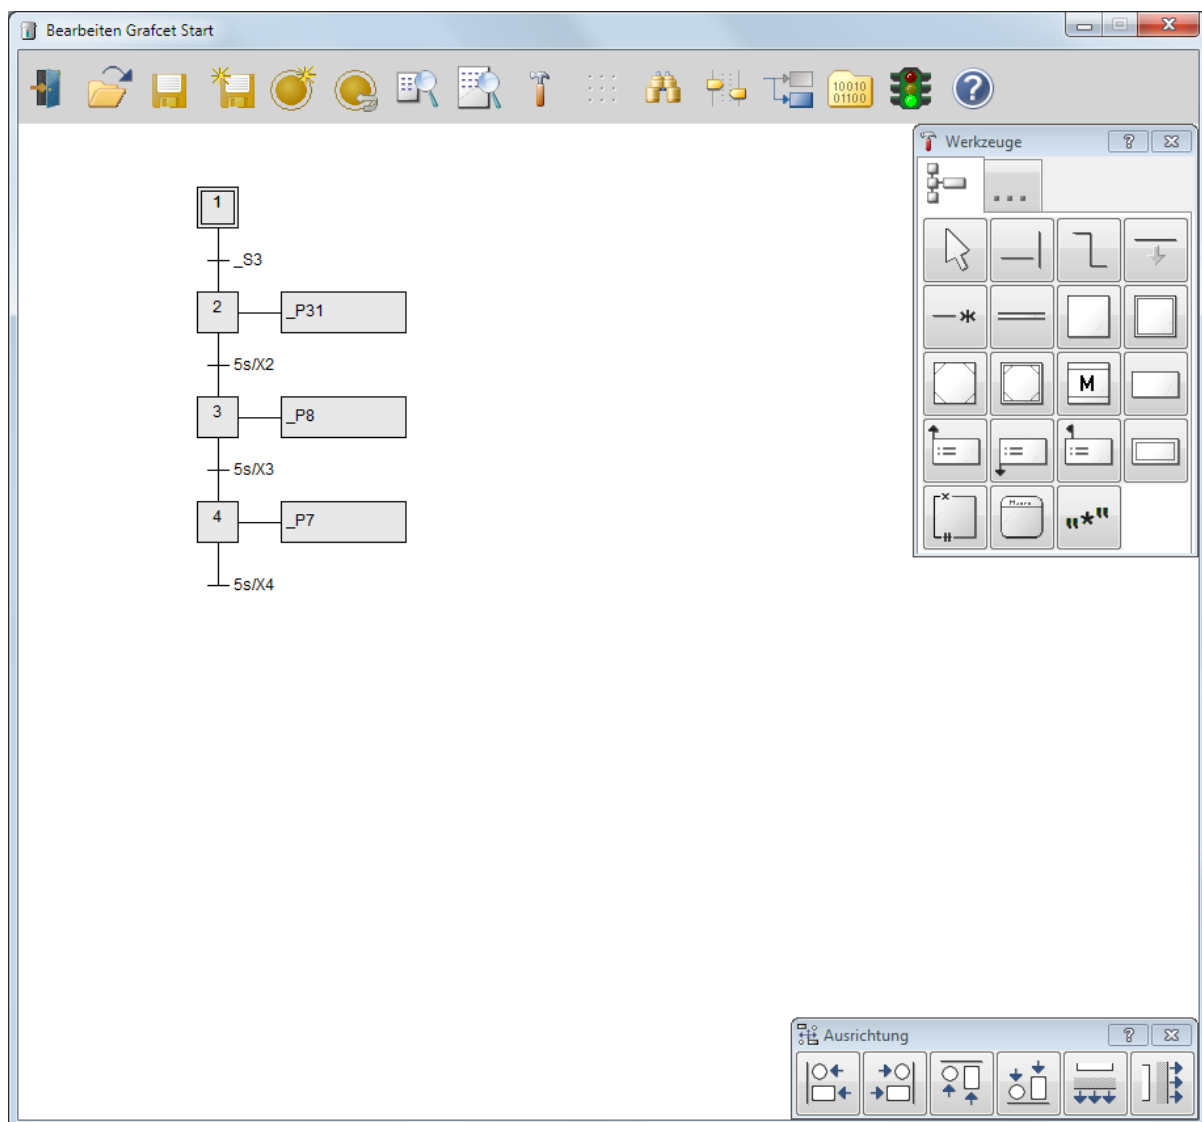 Bearbeiten Grafcet Start
10010
01100
?
Werkzeuge
?
1
_S3
2
_P31
5s/X2
3
_P8
M
5s/X3
:=
:=
:=
4
_P7
Macro
"*"
5s/X4
Ausrichtung
?